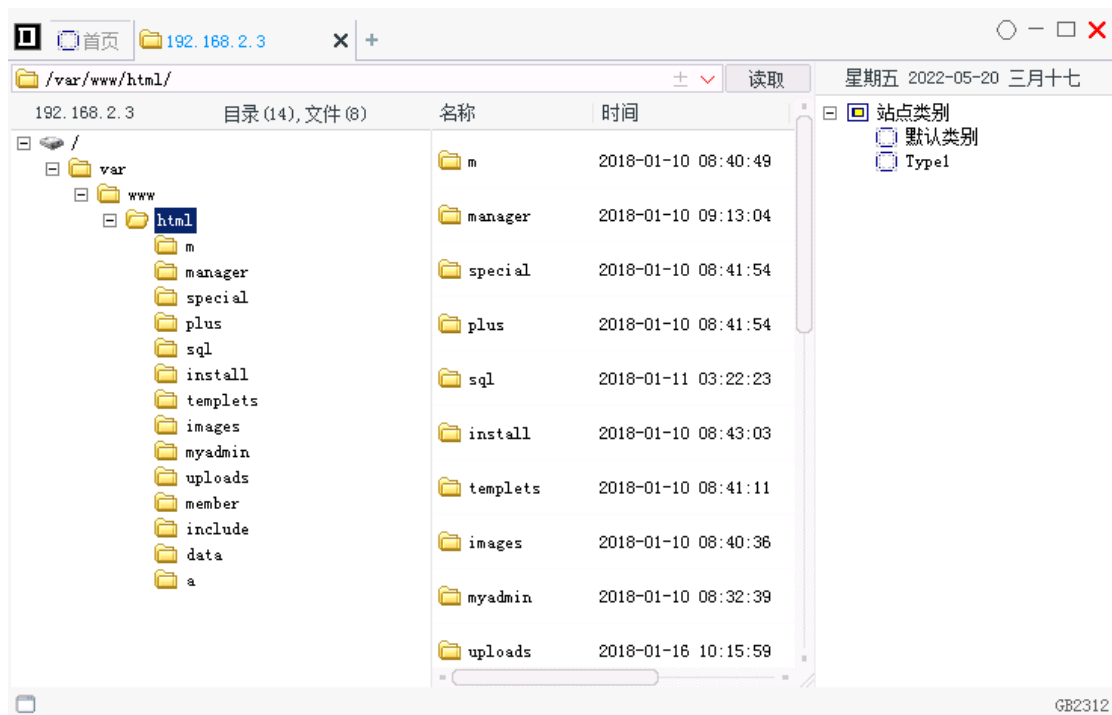 首页 192.168.2.3
/var/www/html/ 读取 星期五 2022-05-20 三月十七
192.168.2.3 目录(14),文件(8) 名称 时间
/
var
www
html
m
manager
special
plus
sql
install
templets
images
myadmin
uploads
member
include
data
a
m 2018-01-10 08:40:49
manager 2018-01-10 09:13:04
special 2018-01-10 08:41:54
plus 2018-01-10 08:41:54
sql 2018-01-11 03:22:23
install 2018-01-10 08:43:03
templets 2018-01-10 08:41:11
images 2018-01-10 08:40:36
myadmin 2018-01-10 08:32:39
uploads 2018-01-16 10:15:59
站点类别
默认类别
Type1
GB2312